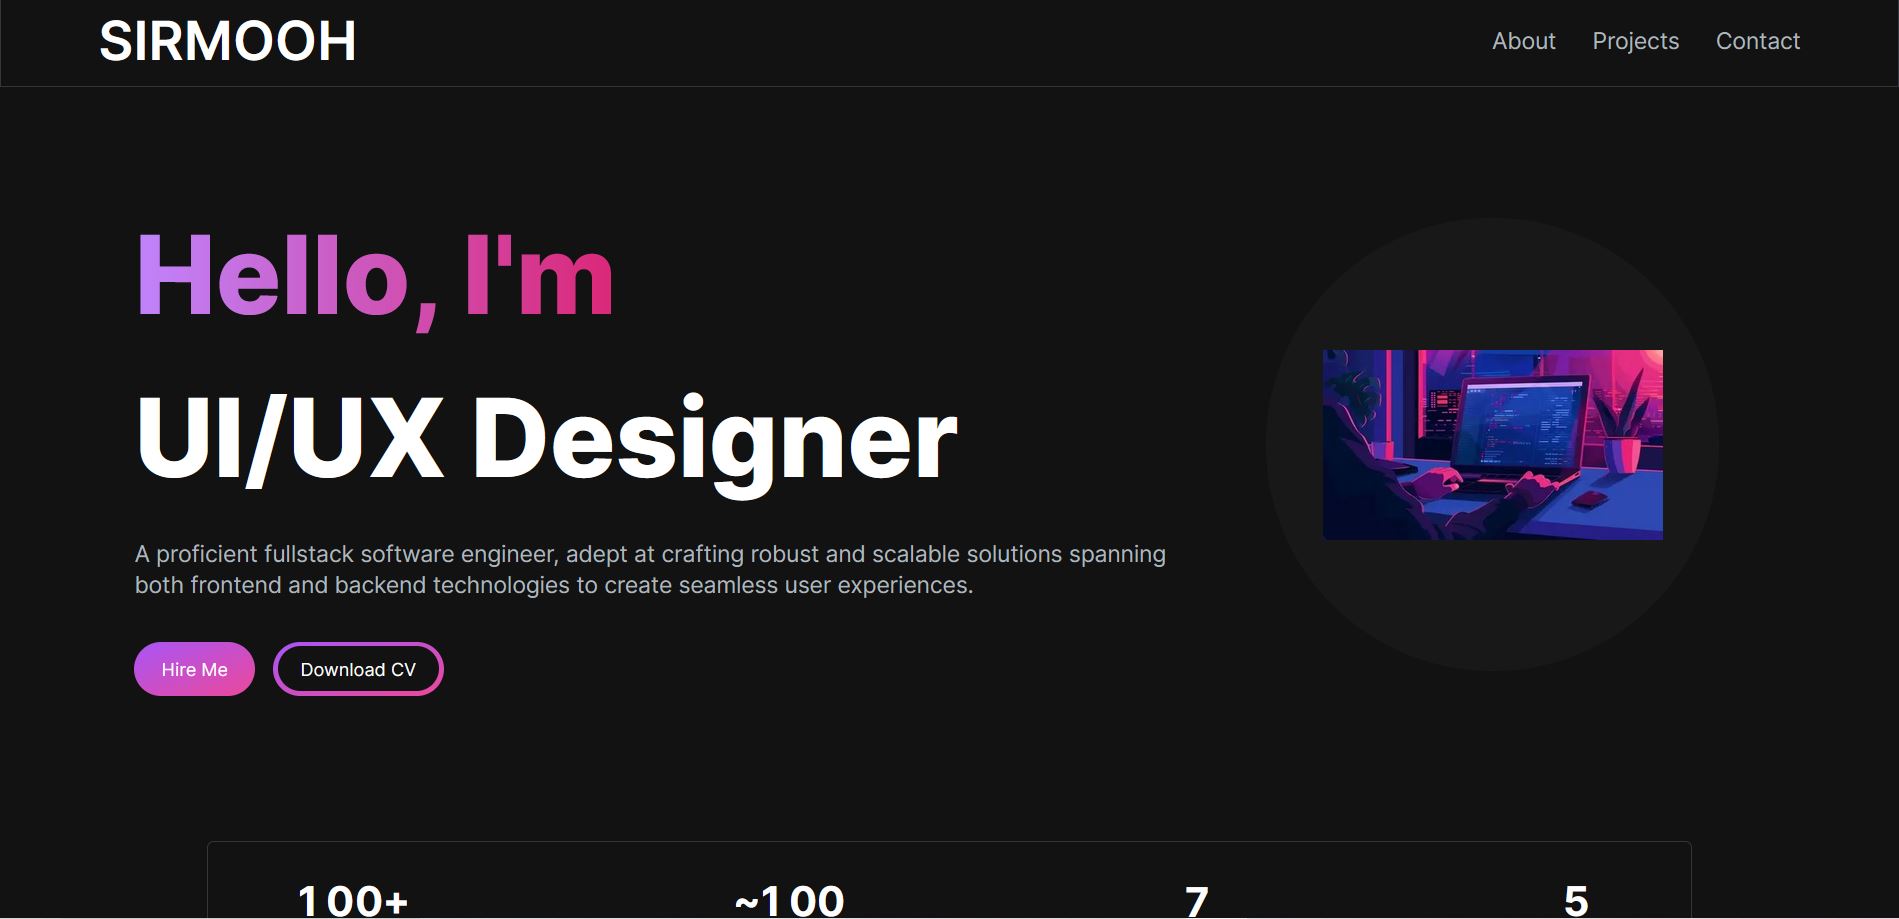 SIRMOOH
About Projects Contact
Hello, I'm
UI/UX Designer
A proficient fullstack software engineer, adept at crafting robust and scalable solutions spanning
both frontend and backend technologies to create seamless user experiences.
Hire Me Download CV
100+ ~100 7 5